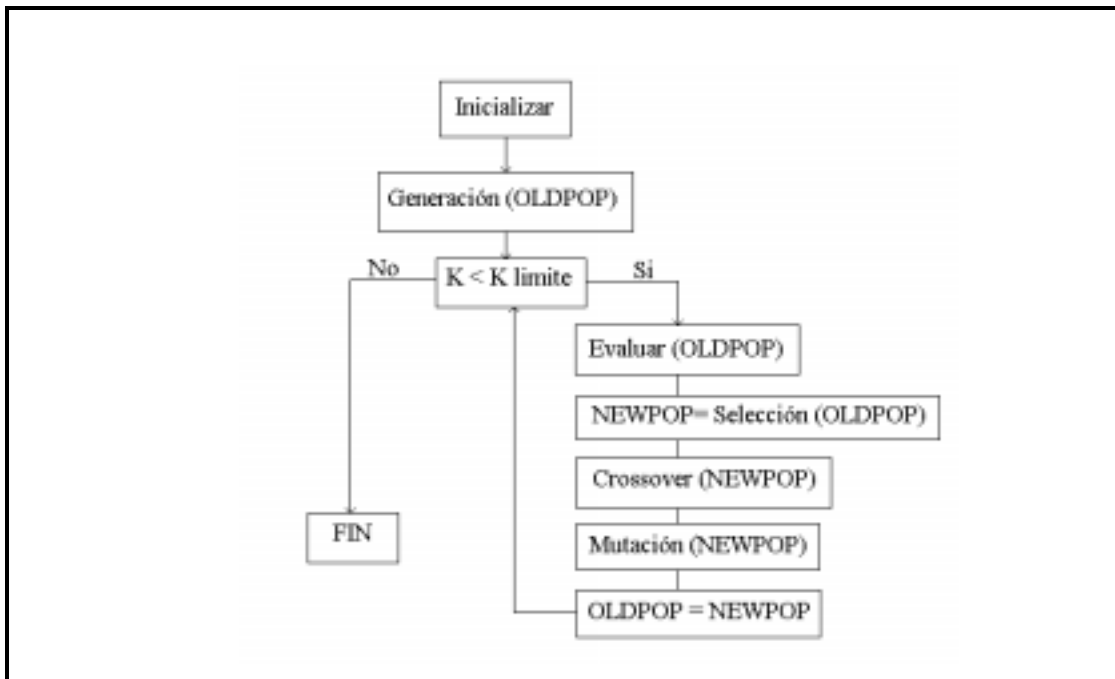 Inicializar
Generación (OLDPOP)
No
K < K limite
Si
Evaluar (OLDPOP)
NEWPOP= Selección (OLDPOP)
Crossover (NEWPOP)
FIN
Mutación (NEWPOP)
OLDPOP = NEWPOP